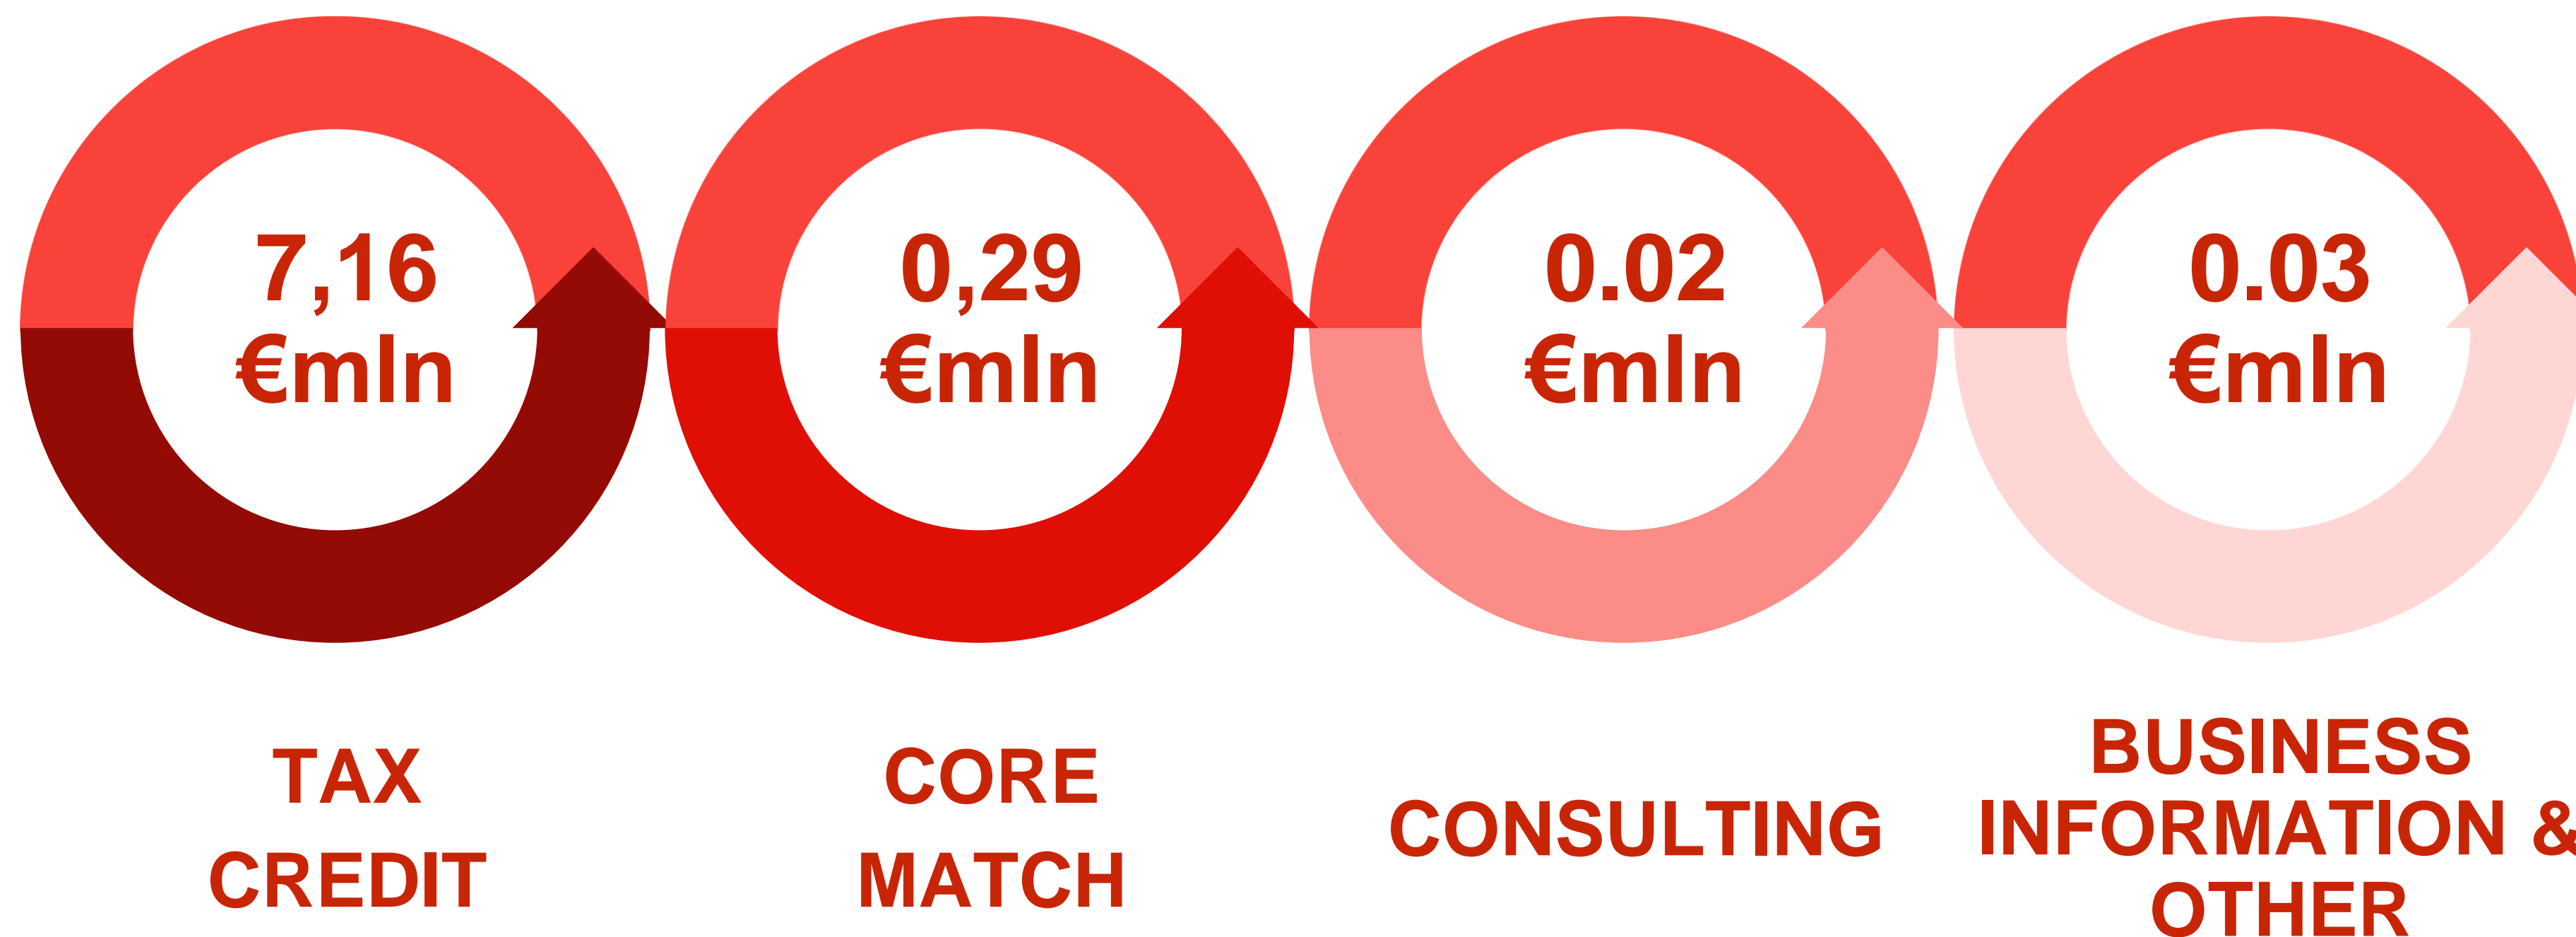 7,16
€mln
0,29
€mln
0.02
€mln
0.03
€mln
TAX
CREDIT
CORE
MATCH
CONSULTING
BUSINESS
INFORMATION &
OTHER